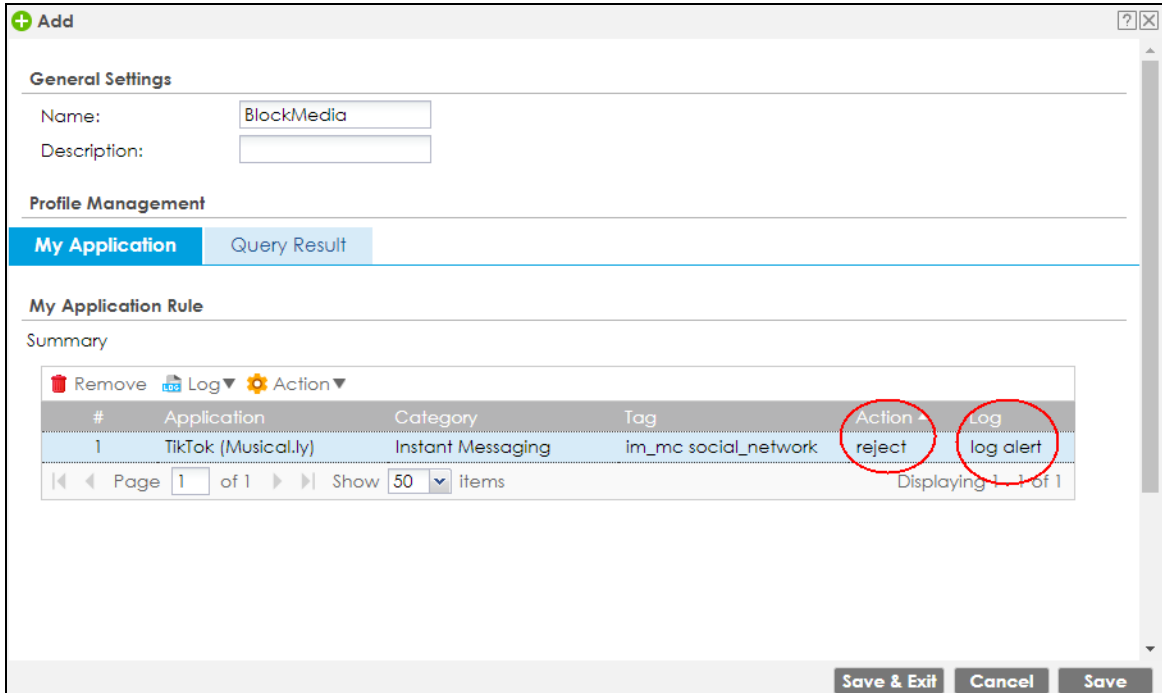 Add ?
General Settings
Name: BlockMedia
Description:
Profile Management
My Application Query Result
My Application Rule
Summary
Remove LOG Log Action
# Application Category Tag Action Log
1 TikTok (Musical.ly) Instant Messaging im_mc social_network reject log alert
Page 1 of 1 Show 50 items Displaying 1 - 1 of 1
Save & Exit Cancel Save